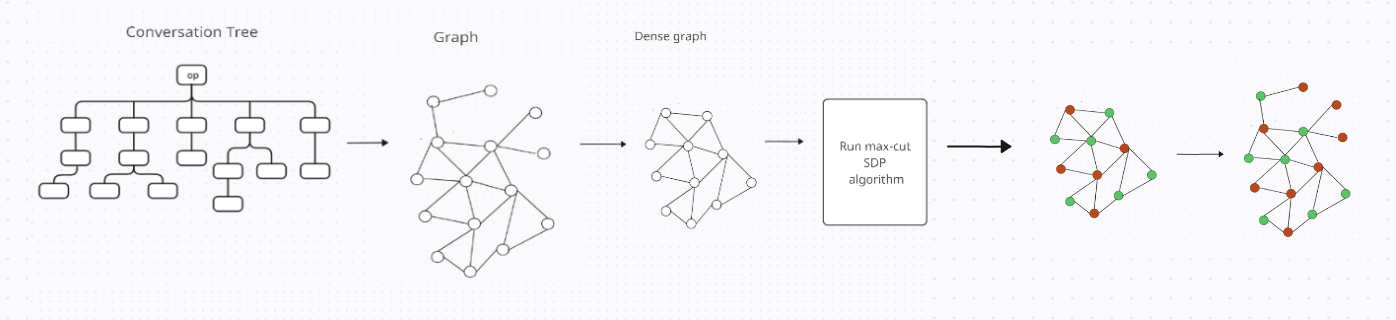 Conversation Tree
Graph
Dense graph
op
Run max-cut
SDP
algorithm